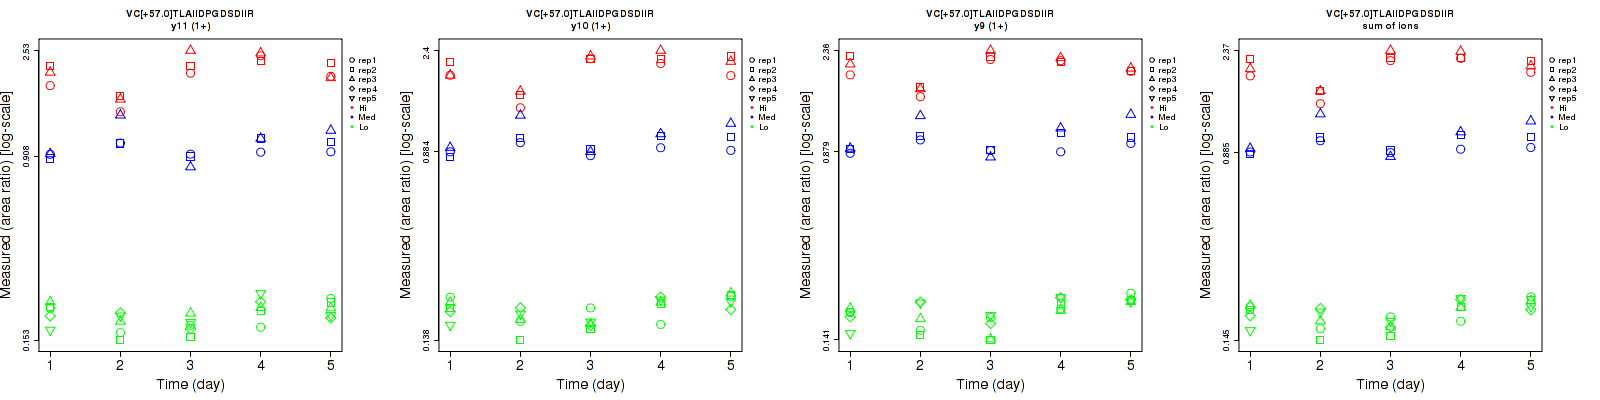 VC[+57.0]TLAIIDPGDSDIIR
y11 (1+)
Measured (area ratio) [log-scale]
2.53
0.908
0.153
1 2 3 4 5
Time (day)
rep1
rep2
rep3
rep4
rep5
Hi
Med
Lo
VC[+57.0]TLAIIDPGDSDIIR
y10 (1+)
Measured (area ratio) [log-scale]
2.4
0.884
0.138
1 2 3 4 5
Time (day)
rep1
rep2
rep3
rep4
rep5
Hi
Med
Lo
VC[+57.0]TLAIIDPGDSDIIR
y9 (1+)
Measured (area ratio) [log-scale]
2.36
0.879
0.141
1 2 3 4 5
Time (day)
rep1
rep2
rep3
rep4
rep5
Hi
Med
Lo
VC[+57.0]TLAIIDPGDSDIIR
sum of ions
Measured (area ratio) [log-scale]
2.37
0.885
0.145
1 2 3 4 5
Time (day)
rep1
rep2
rep3
rep4
rep5
Hi
Med
Lo